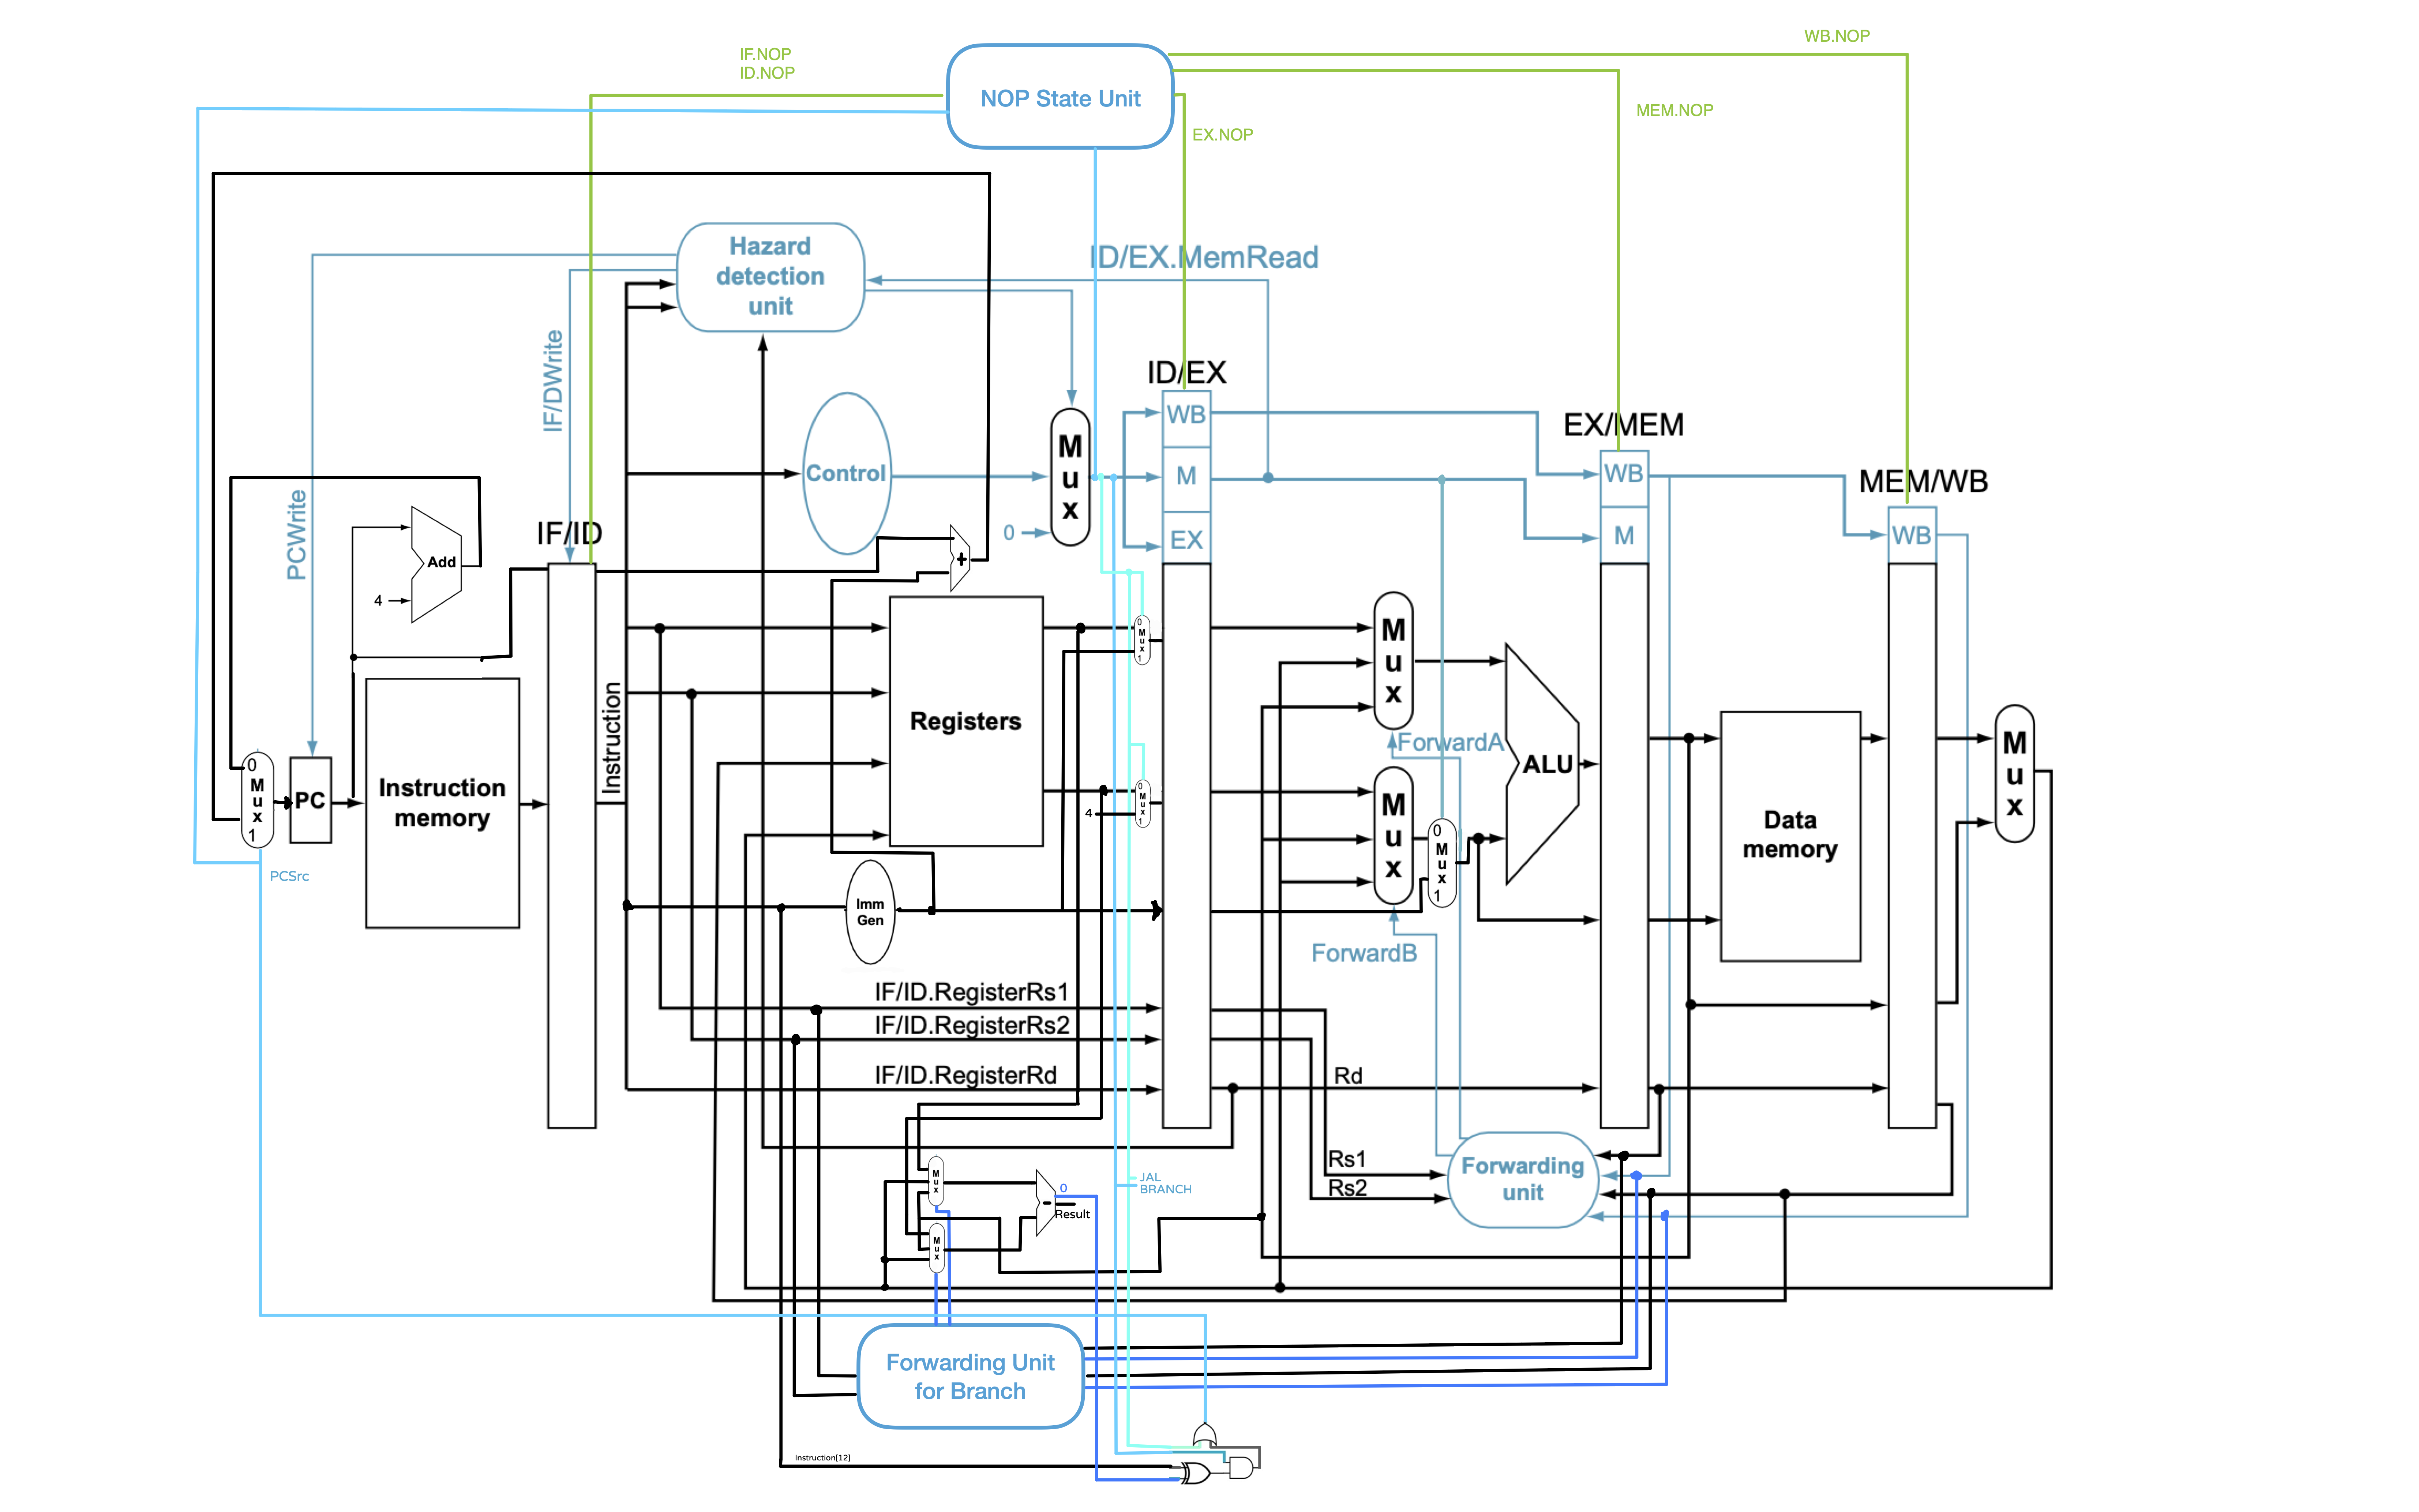 IF.NOP
ID.NOP
NOP State Unit
WB.NOP
MEM.NOP
EX.NOP
Hazard
detection
unit
ID/EX.MemRead
IF/DWrite
PCWrite
ID/EX
WB
M
EX
EX/MEM
WB
M
MEM/WB
WB
Control
0
M
u
x
IF/ID
Add
4
+
Instruction
Registers
0
M
u
x
1
4
0
M
u
x
1
0
M
u
x
1
PC
Instruction
memory
PCSrc
Imm
Gen
M
u
x
ForwardA
M
u
x
0
M
u
x
1
ALU
ForwardB
Data
memory
M
u
x
IF/ID.RegisterRs1
IF/ID.RegisterRs2
IF/ID.RegisterRd
Rd
Rs1
Rs2
Forwarding
unit
M
u
x
M
u
x
-
0
Result
JAL
BRANCH
Forwarding Unit
for Branch
Instruction[12]